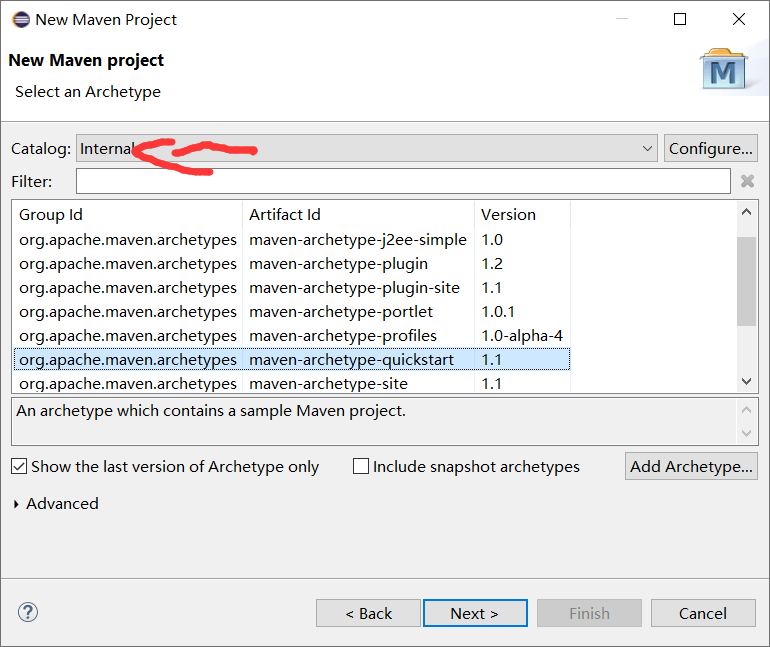 New Maven Project
New Maven project
Select an Archetype
Catalog: Internal Configure...
Filter:
Group Id Artifact Id Version
org.apache.maven.archetypes maven-archetype-j2ee-simple 1.0
org.apache.maven.archetypes maven-archetype-plugin 1.2
org.apache.maven.archetypes maven-archetype-plugin-site 1.1
org.apache.maven.archetypes maven-archetype-portlet 1.0.1
org.apache.maven.archetypes maven-archetype-profiles 1.0-alpha-4
org.apache.maven.archetypes maven-archetype-quickstart 1.1
org.apache.maven.archetypes maven-archetype-site 1.1
An archetype which contains a sample Maven project.
Show the last version of Archetype only Include snapshot archetypes Add Archetype...
Advanced
? < Back Next > Finish Cancel